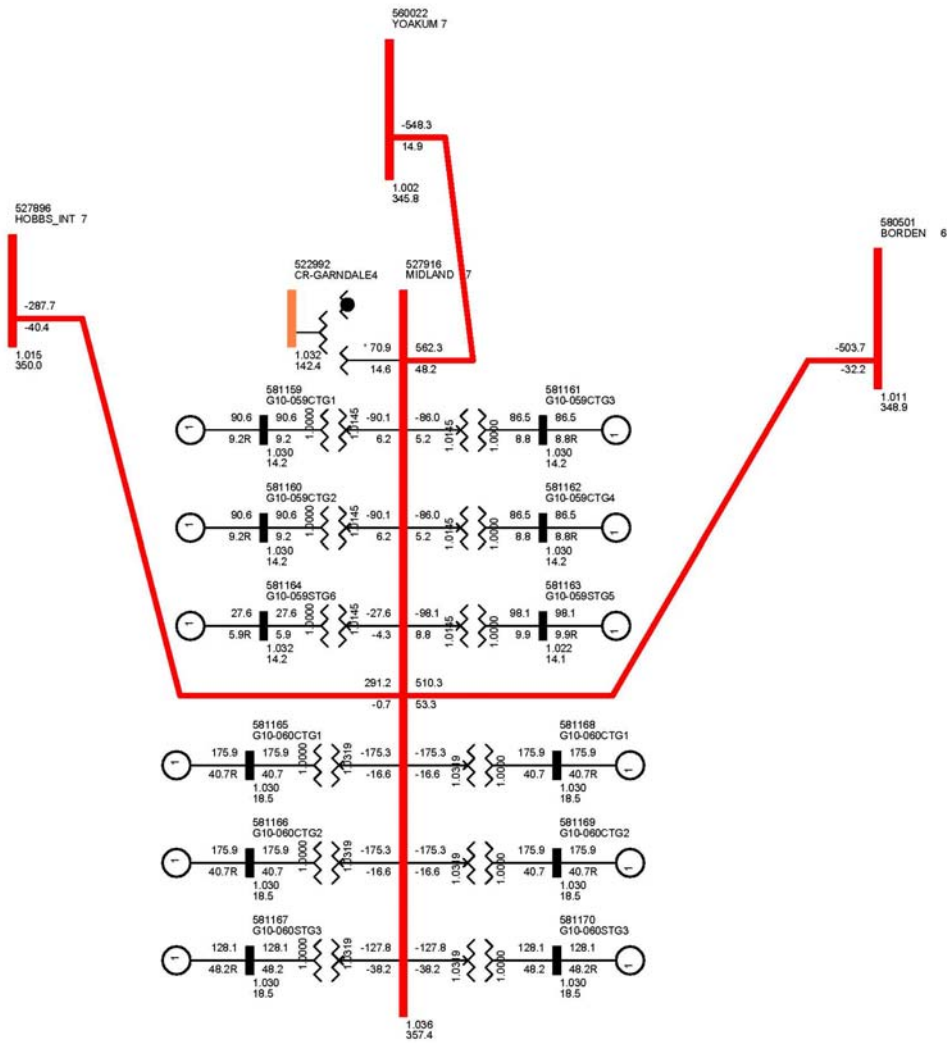 560022
YOAKUM 7
-548.3
14.9
1.002
345.8
527896
HOBBS_INT 7
-287.7
-40.4
1.015
350.0
580501
BORDEN 6
-503.7
-32.2
1.011
348.9
522992
CR-GARNDALE4
1.032
142.4
527916
MIDLAND 7
* 70.9 562.3
14.6 48.2
581159
G10-059CTG1
1 90.6 90.6 1.0000 1.0145 -90.1
9.2R 9.2 6.2
1.030
14.2
581161
G10-059CTG3
-86.0 1.0145 1.0000 86.5 86.5 1
5.2 8.8 8.8R
1.030
14.2
581160
G10-059CTG2
1 90.6 90.6 1.0000 1.0145 -90.1
9.2R 9.2 6.2
1.030
14.2
581162
G10-059CTG4
-86.0 1.0145 1.0000 86.5 86.5 1
5.2 8.8 8.8R
1.030
14.2
581164
G10-059STG6
1 27.6 27.6 1.0000 1.0145 -27.6
5.9R 5.9 -4.3
1.032
14.2
581163
G10-059STG5
-98.1 1.0145 1.0000 98.1 98.1 1
8.8 9.9 9.9R
1.022
14.1
291.2 510.3
-0.7 53.3
581165
G10-060CTG1
1 175.9 175.9 1.0000 1.0319 -175.3
40.7R 40.7 -16.6
1.030
18.5
581168
G10-060CTG1
-175.3 1.0319 1.0000 175.9 175.9 1
-16.6 40.7 40.7R
1.030
18.5
581166
G10-060CTG2
1 175.9 175.9 1.0000 1.0319 -175.3
40.7R 40.7 -16.6
1.030
18.5
581169
G10-060CTG2
-175.3 1.0319 1.0000 175.9 175.9 1
-16.6 40.7 40.7R
1.030
18.5
581167
G10-060STG3
1 128.1 128.1 1.0000 1.0319 -127.8
48.2R 48.2 -38.2
1.030
18.5
581170
G10-060STG3
-127.8 1.0319 1.0000 128.1 128.1 1
-38.2 48.2 48.2R
1.030
18.5
1.036
357.4